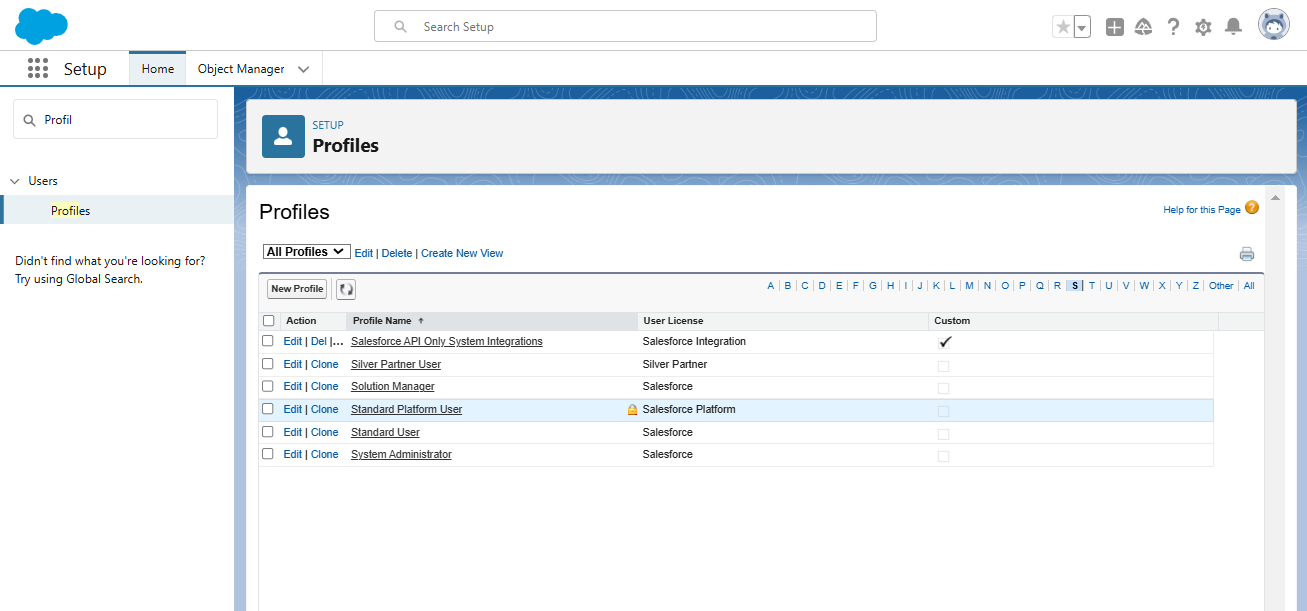 Search Setup
Setup
Home
Object Manager
Profil
Users
Profiles
Didn't find what you're looking for?
Try using Global Search.
SETUP
Profiles
Profiles
Help for this Page ?
All Profiles Edit | Delete | Create New View
New Profile
A | B | C | D | E | F | G | H | I | J | K | L | M | N | O | P | Q | R | S | T | U | V | W | X | Y | Z | Other | All
Action Profile Name User License Custom
Edit | Del |... Salesforce API Only System Integrations Salesforce Integration
Edit | Clone Silver Partner User Silver Partner
Edit | Clone Solution Manager Salesforce
Edit | Clone Standard Platform User Salesforce Platform
Edit | Clone Standard User Salesforce
Edit | Clone System Administrator Salesforce